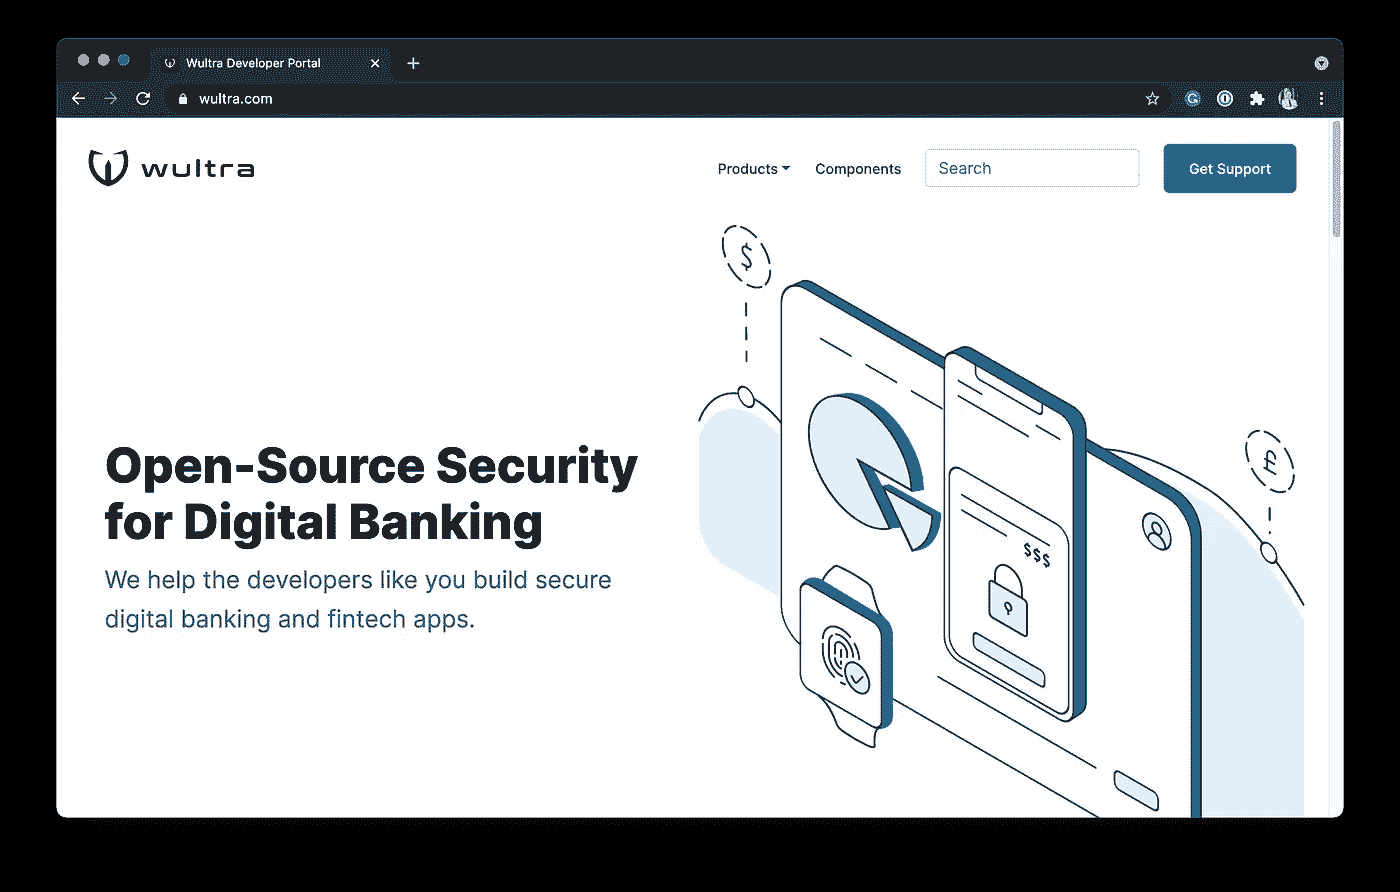 Wultra Developer Portal
wultra.com
wultra
Products
Components
Search
Get Support
$
£
$$$
Open-Source Security
for Digital Banking
We help the developers like you build secure
digital banking and fintech apps.